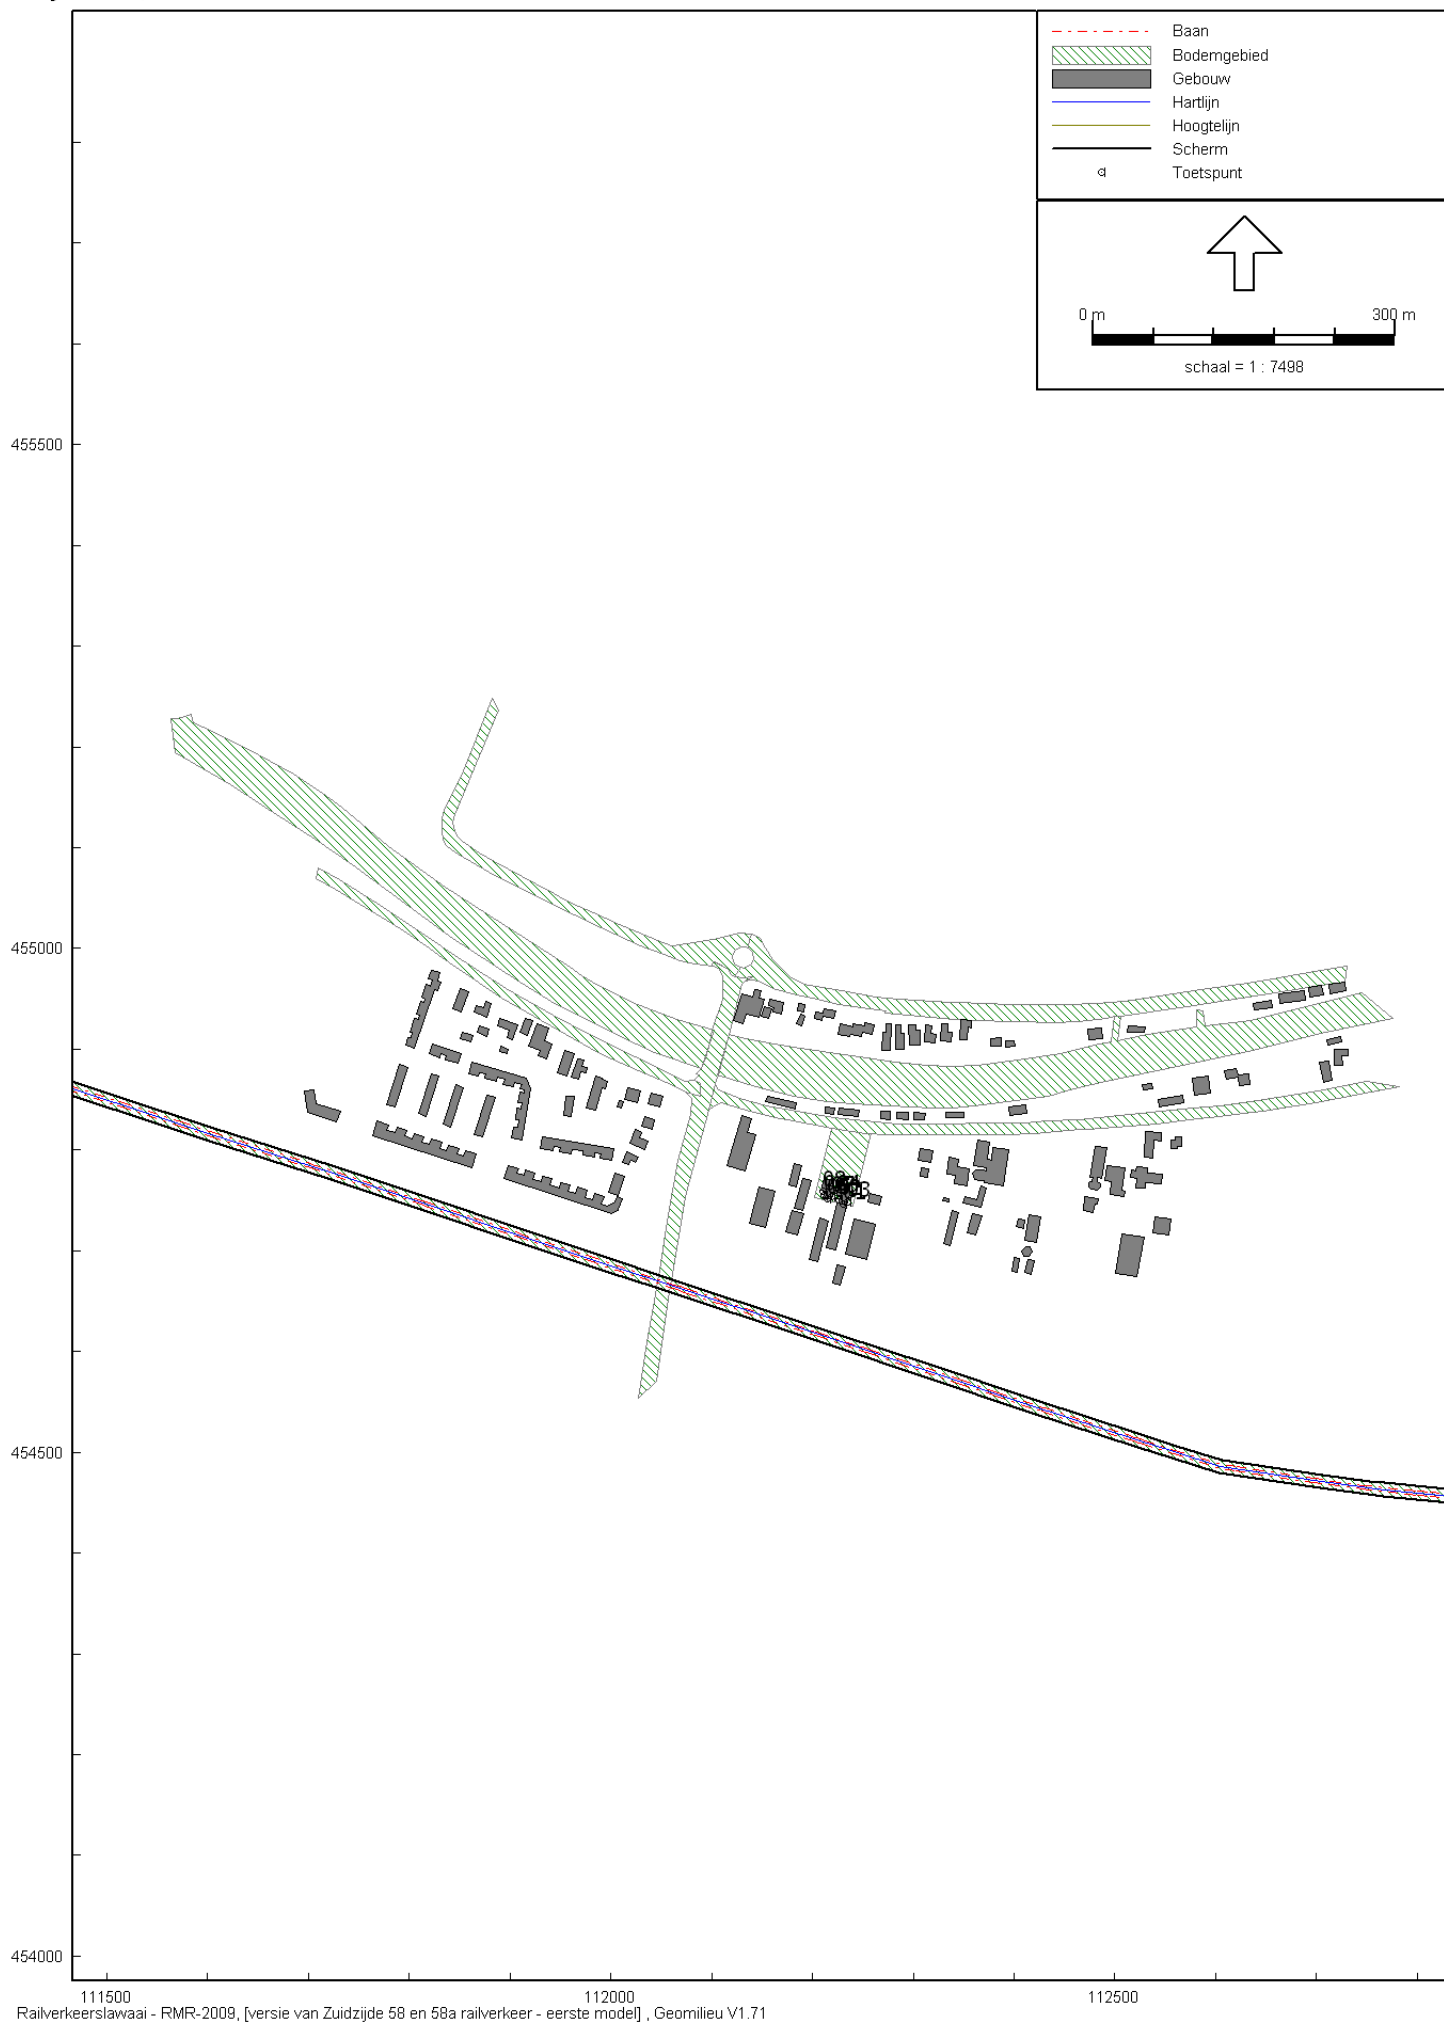 Baan
Bodemgebied
Gebouw
Hartlijn
Hoogtelijn
Scherm
Toetspunt
0 m 300 m
schaal = 1 : 7498
455500
455000
454500
454000
111500 112000 112500
Railverkeerslawaai - RMR-2009, [versie van Zuidzijde 58 en 58a railverkeer - eerste model] , Geomilieu V1.71